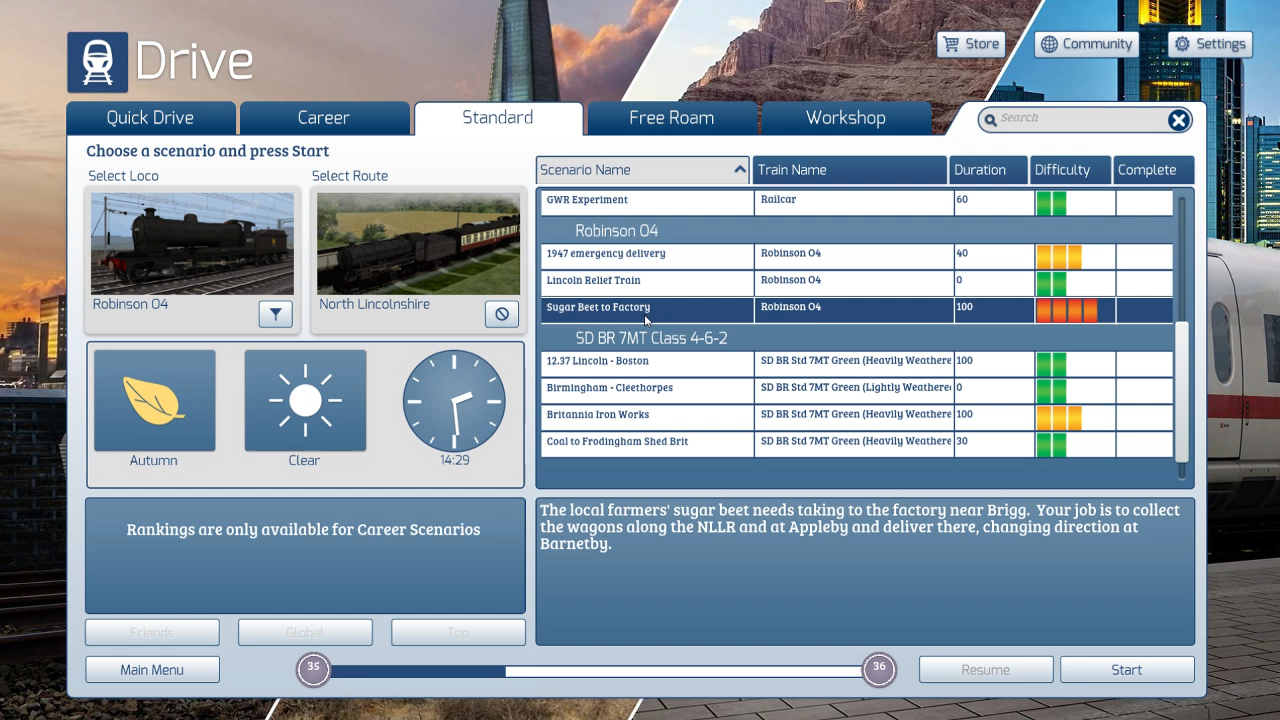 Drive
Store
Community
Settings
Quick Drive
Career
Standard
Free Roam
Workshop
Search
Choose a scenario and press Start
Select Loco
Select Route
Robinson O4
North Lincolnshire
Autumn
Clear
14:29
Scenario Name Train Name Duration Difficulty Complete
GWR Experiment Railcar 60
Robinson O4
1947 emergency delivery Robinson O4 40
Lincoln Relief Train Robinson O4 0
Sugar Beet to Factory Robinson O4 100
SD BR 7MT Class 4-6-2
12.37 Lincoln - Boston SD BR Std 7MT Green (Heavily Weathere 100
Birmingham - Cleethorpes SD BR Std 7MT Green (Lightly Weathere 0
Britannia Iron Works SD BR Std 7MT Green (Heavily Weathere 100
Coal to Frodingham Shed Brit SD BR Std 7MT Green (Heavily Weathere 30
Rankings are only available for Career Scenarios
The local farmers' sugar beet needs taking to the factory near Brigg. Your job is to collect
the wagons along the NLLR and at Appleby and deliver there, changing direction at
Barnetby.
Friends
Global
Top
Main Menu
35
36
Resume
Start